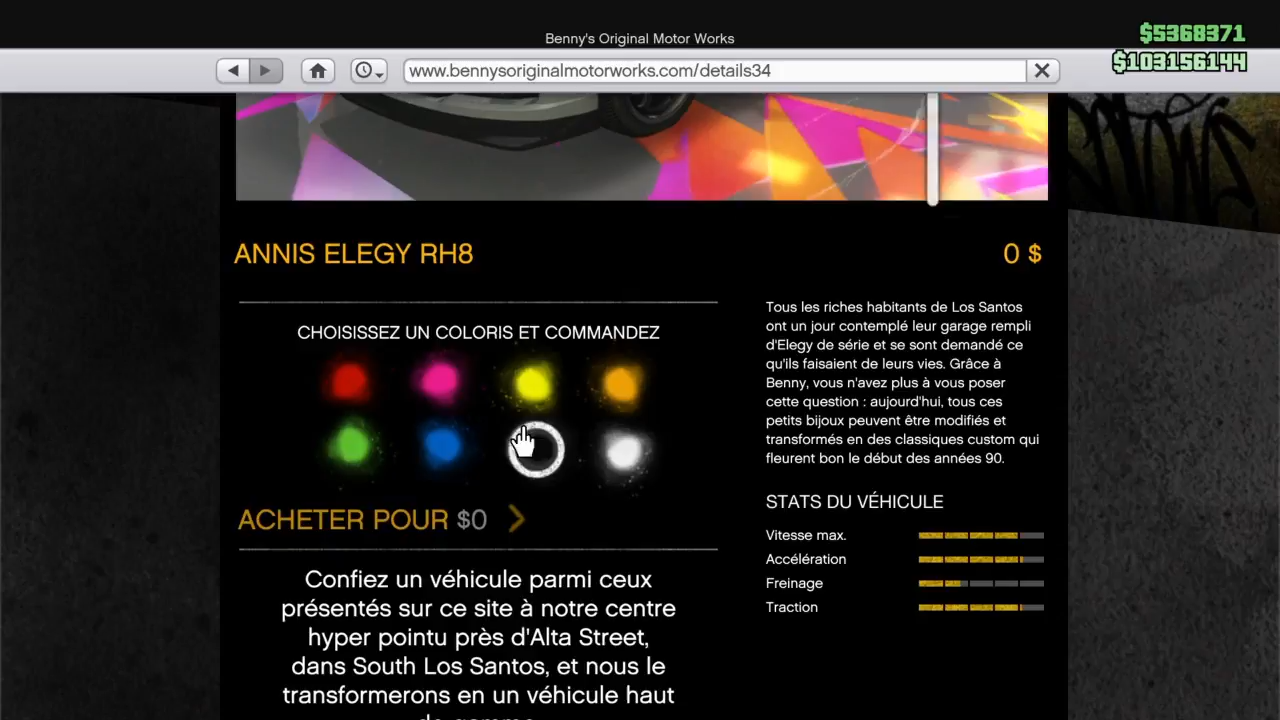 Benny's Original Motor Works
$5368371
www.bennysoriginalmotorworks.com/details34
$103156144
ANNIS ELEGY RH8
0 $
CHOISISSEZ UN COLORIS ET COMMANDEZ
ACHETER POUR $0
Confiez un véhicule parmi ceux
présentés sur ce site à notre centre
hyper pointu près d'Alta Street,
dans South Los Santos, et nous le
transformerons en un véhicule haut
de gamme.
Tous les riches habitants de Los Santos
ont un jour contemplé leur garage rempli
d'Elegy de série et se sont demandé ce
qu'ils faisaient de leurs vies. Grâce à
Benny, vous n'avez plus à vous poser
cette question : aujourd'hui, tous ces
petits bijoux peuvent être modifiés et
transformés en des classiques custom qui
fleurent bon le début des années 90.
STATS DU VÉHICULE
Vitesse max.
Accélération
Freinage
Traction